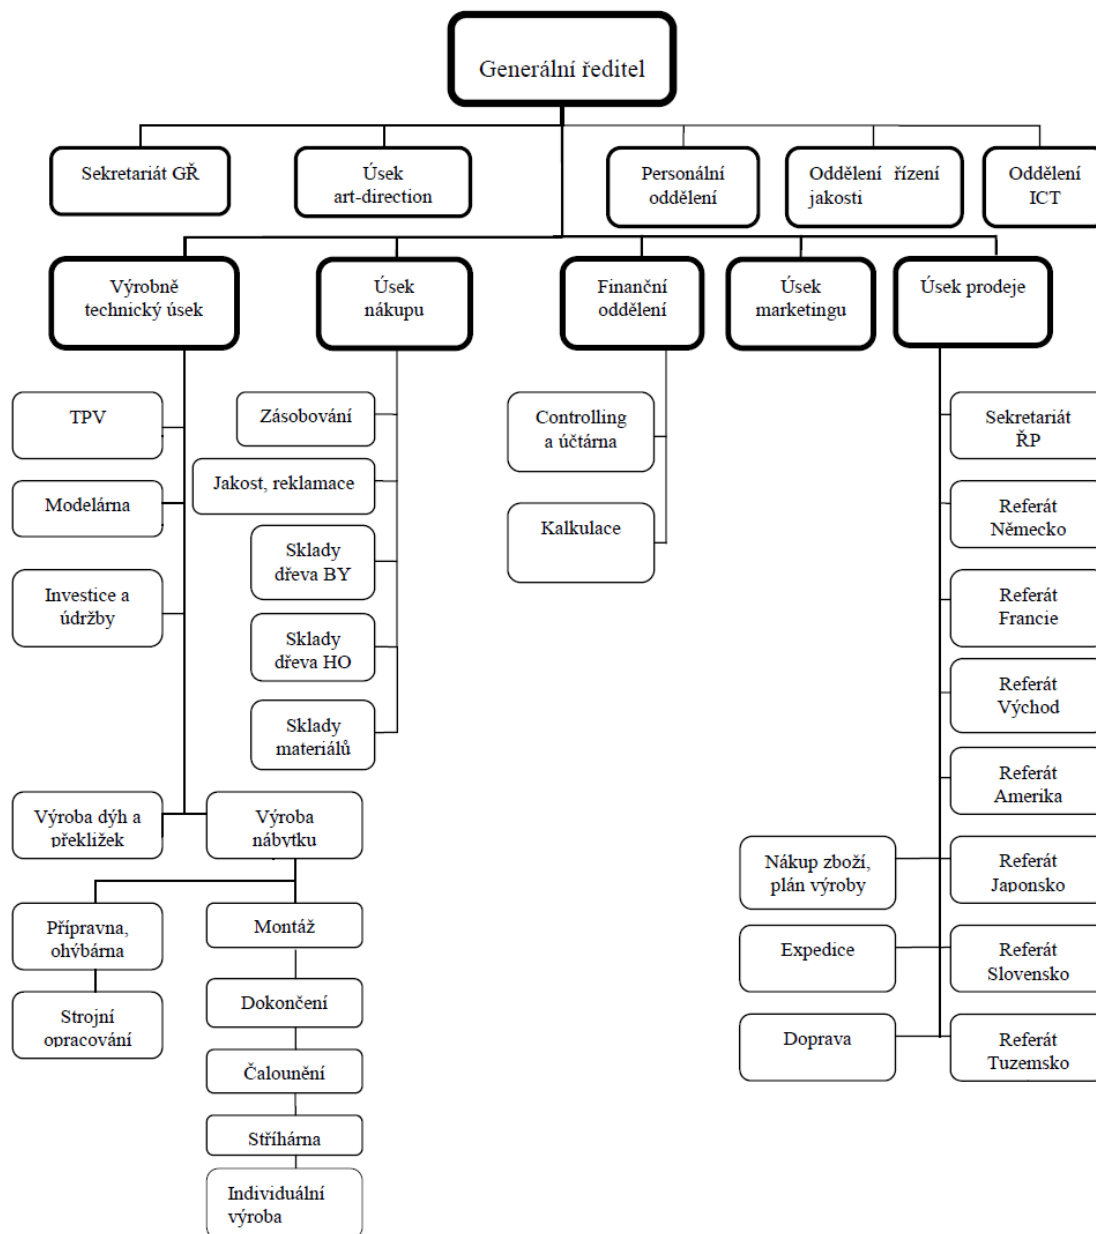 Generální ředitel
Sekretariát GŘ
Úsek
art-direction
Personální
oddělení
Oddělení řízení
jakosti
Oddělení
ICT
Výrobně
technický úsek
Úsek
nákupu
Finanční
oddělení
Úsek
marketingu
Úsek prodeje
TPV
Modelárna
Investice a
údržby
Zásobování
Jakost, reklamace
Sklady
dřeva BY
Sklady
dřeva HO
Sklady
materiálů
Controlling
a účtárna
Kalkulace
Sekretariát
ŘP
Referát
Německo
Referát
Francie
Referát
Východ
Referát
Amerika
Referát
Japonsko
Referát
Slovensko
Referát
Tuzemsko
Nákup zboží,
plán výroby
Expedice
Doprava
Výroba dýh a
překližek
Výroba
nábytku
Přípravna,
ohýbárna
Strojní
opracování
Montáž
Dokončení
Čalounění
Stříhárna
Individuální
výroba